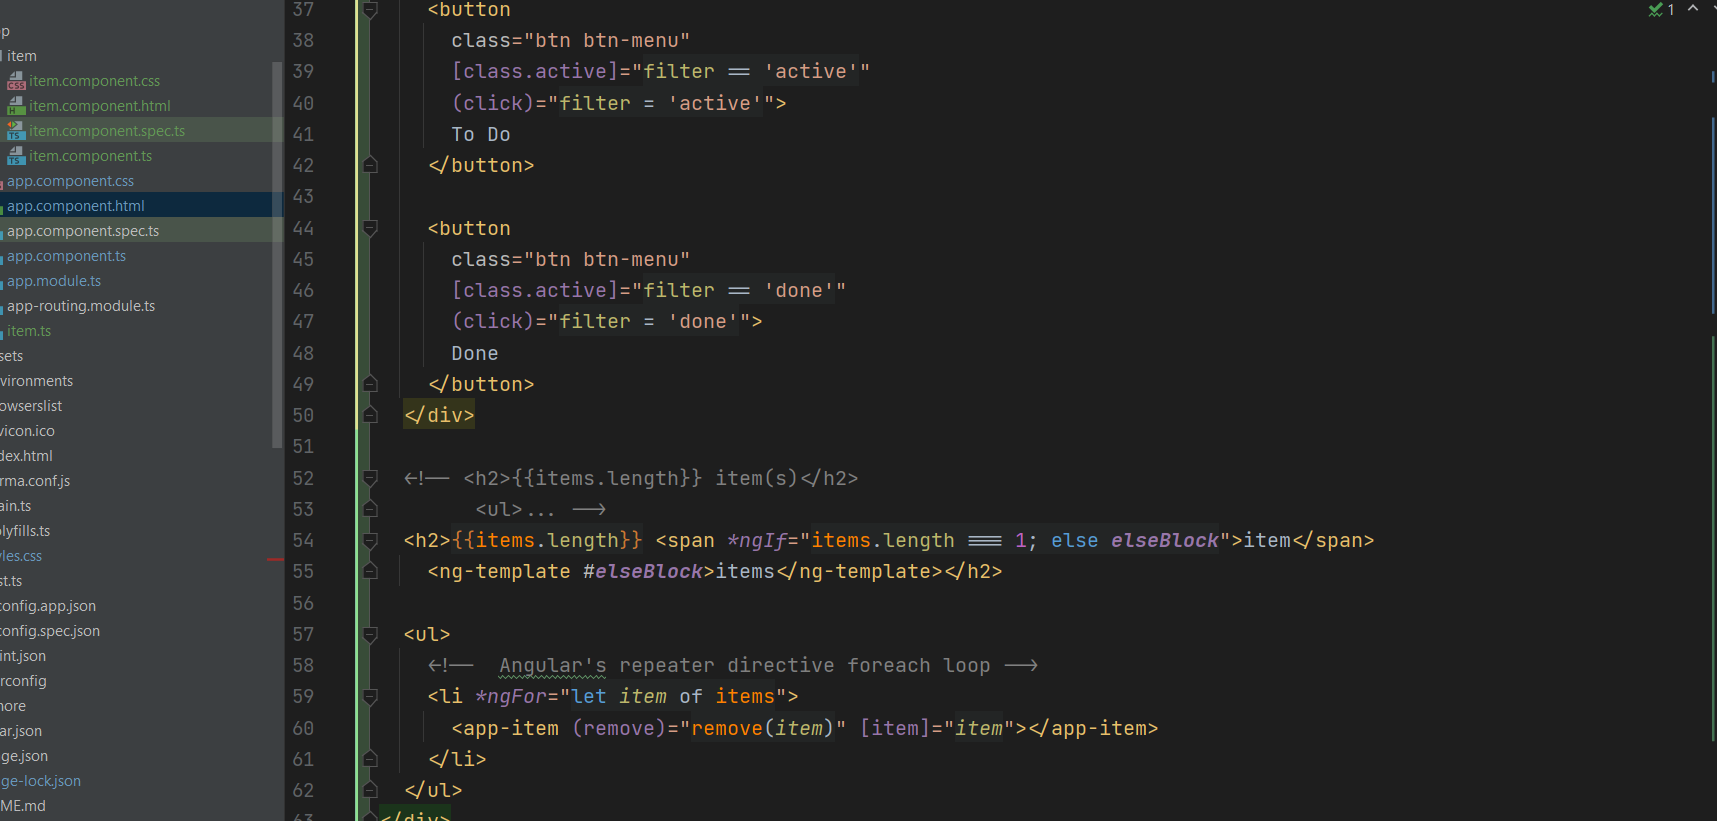 p
item
item.component.css
item.component.html
item.component.spec.ts
item.component.ts
app.component.css
app.component.html
app.component.spec.ts
app.component.ts
app.module.ts
app-routing.module.ts
item.ts
sets
vironments
owserslist
vicon.ico
dex.html
rma.conf.js
ain.ts
olyfills.ts
yles.css
st.ts
config.app.json
config.spec.json
int.json
rconfig
nore
ar.json
ge.json
ge-lock.json
ME.md
1
37 <button
38 class="btn btn-menu"
39 [class.active]="filter == 'active'"
40 (click)="filter = 'active'">
41 To Do
42 </button>
43
44 <button
45 class="btn btn-menu"
46 [class.active]="filter == 'done'"
47 (click)="filter = 'done'">
48 Done
49 </button>
50 </div>
51
52 <!-- <h2>{{items.length}} item(s)</h2>
53 <ul>... -->
54 <h2>{{items.length}} <span *ngIf="items.length === 1; else elseBlock">item</span>
55 <ng-template #elseBlock>items</ng-template></h2>
56
57 <ul>
58 <!-- Angular's repeater directive foreach loop -->
59 <li *ngFor="let item of items">
60 <app-item (remove)="remove(item)" [item]="item"></app-item>
61 </li>
62 </ul>
63 </div>